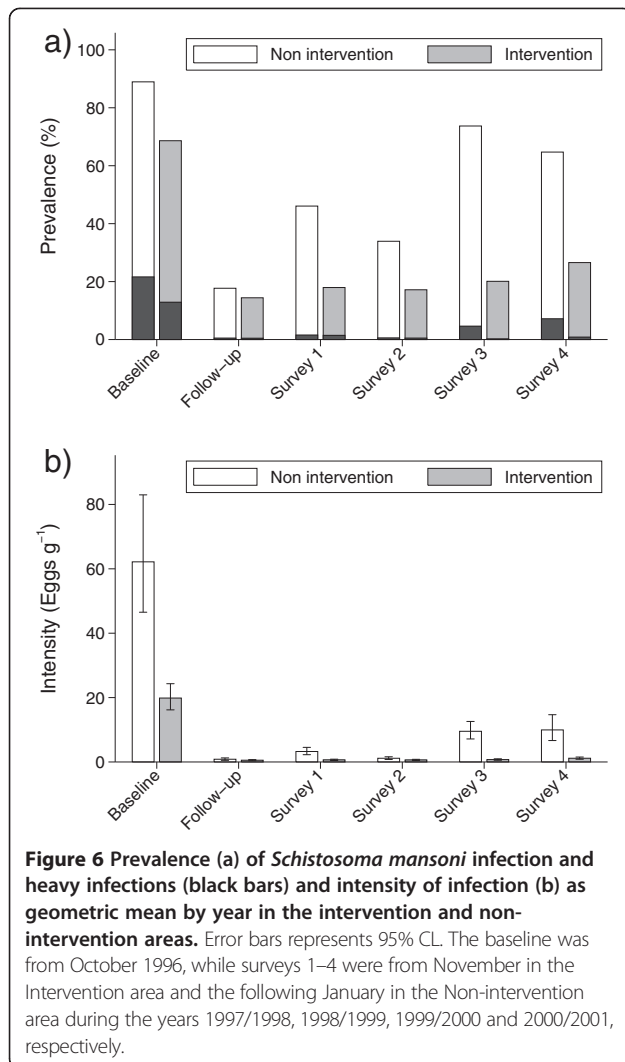 a)
Non intervention Intervention
100
80
60
40
20
0
Prevalence (%)
Baseline
Follow–up
Survey 1
Survey 2
Survey 3
Survey 4
b)
Non intervention Intervention
80
60
40
20
0
Intensity (Eggs g⁻¹)
Baseline
Follow–up
Survey 1
Survey 2
Survey 3
Survey 4
Figure 6 Prevalence (a) of Schistosoma mansoni infection and
heavy infections (black bars) and intensity of infection (b) as
geometric mean by year in the intervention and non-
intervention areas. Error bars represents 95% CL. The baseline was
from October 1996, while surveys 1–4 were from November in the
Intervention area and the following January in the Non-intervention
area during the years 1997/1998, 1998/1999, 1999/2000 and 2000/2001,
respectively.